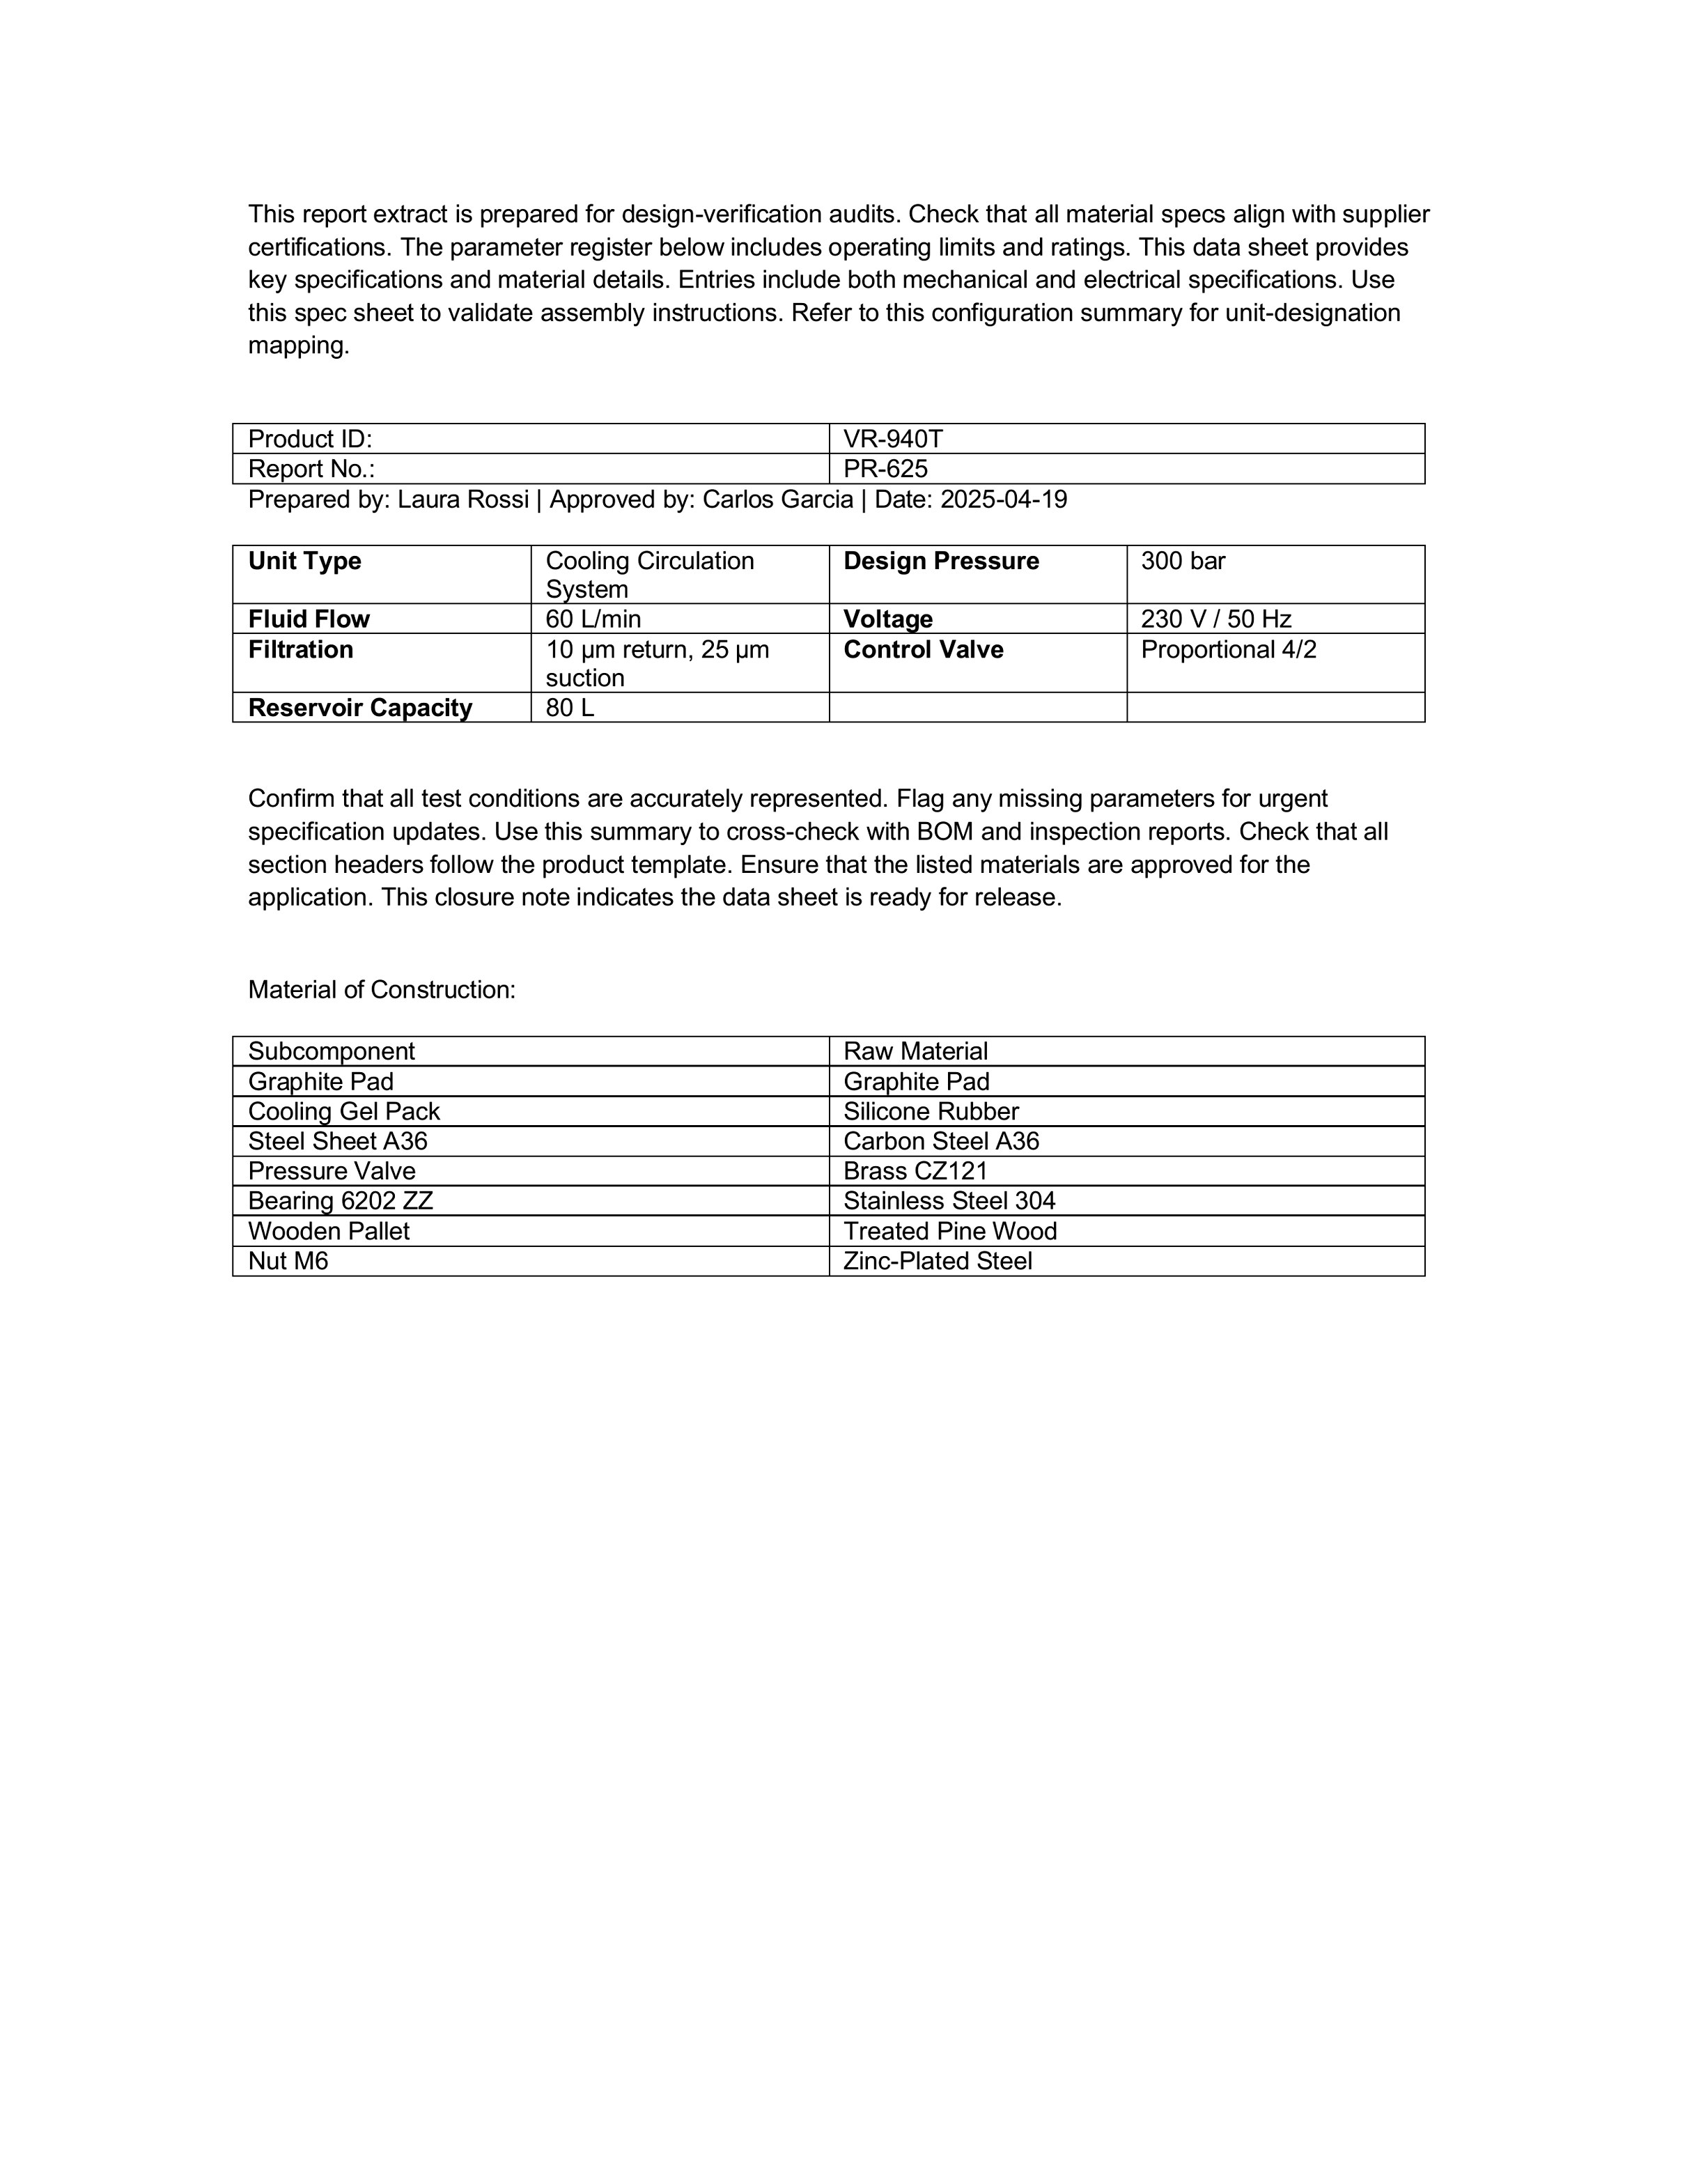 This report extract is prepared for design-verification audits. Check that all material specs align with supplier
certifications. The parameter register below includes operating limits and ratings. This data sheet provides
key specifications and material details. Entries include both mechanical and electrical specifications. Use
this spec sheet to validate assembly instructions. Refer to this configuration summary for unit-designation
mapping.
Product ID: VR-940T
Report No.: PR-625
Prepared by: Laura Rossi | Approved by: Carlos Garcia | Date: 2025-04-19
Unit Type Cooling Circulation Design Pressure 300 bar
System
Fluid Flow 60 L/min Voltage 230 V / 50 Hz
Filtration 10 µm return, 25 µm Control Valve Proportional 4/2
suction
Reservoir Capacity 80 L
Confirm that all test conditions are accurately represented. Flag any missing parameters for urgent
specification updates. Use this summary to cross-check with BOM and inspection reports. Check that all
section headers follow the product template. Ensure that the listed materials are approved for the
application. This closure note indicates the data sheet is ready for release.
Material of Construction:
Subcomponent Raw Material
Graphite Pad Graphite Pad
Cooling Gel Pack Silicone Rubber
Steel Sheet A36 Carbon Steel A36
Pressure Valve Brass CZ121
Bearing 6202 ZZ Stainless Steel 304
Wooden Pallet Treated Pine Wood
Nut M6 Zinc-Plated Steel